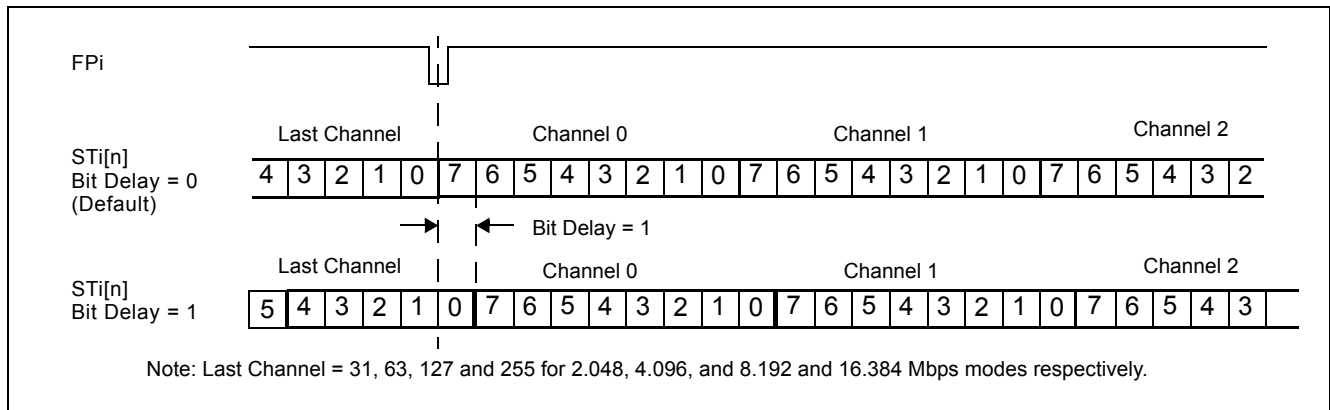 FPi
Last Channel Channel 0 Channel 1 Channel 2
STi[n]
Bit Delay = 0
(Default)
4 3 2 1 0 7 6 5 4 3 2 1 0 7 6 5 4 3 2 1 0 7 6 5 4 3 2
Bit Delay = 1
Last Channel Channel 0 Channel 1 Channel 2
STi[n]
Bit Delay = 1
5 4 3 2 1 0 7 6 5 4 3 2 1 0 7 6 5 4 3 2 1 0 7 6 5 4 3
Note: Last Channel = 31, 63, 127 and 255 for 2.048, 4.096, and 8.192 and 16.384 Mbps modes respectively.